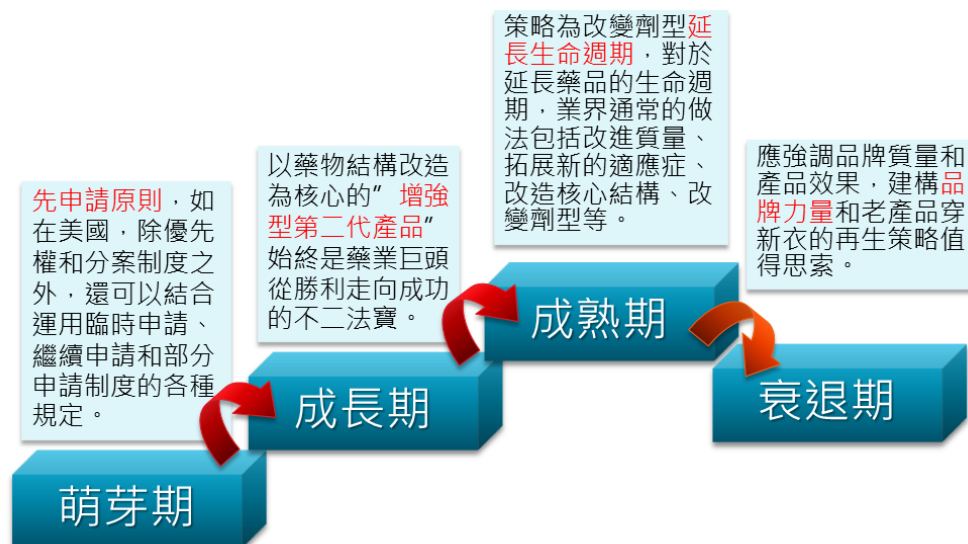 先申請原則，如
在美國，除優先
權和分案制度之
外，還可以結合
運用臨時申請、
繼續申請和部分
申請制度的各種
規定。
萌芽期
以藥物結構改造
為核心的” 增強
型第二代產品”
始終是藥業巨頭
從勝利走向成功
的不二法寶。
成長期
策略為改變劑型延
長生命週期，對於
延長藥品的生命週
期，業界通常的做
法包括改進質量、
拓展新的適應症、
改造核心結構、改
變劑型等。
成熟期
應強調品牌質量和
產品效果，建構品
牌力量和老產品穿
新衣的再生策略值
得思索。
衰退期